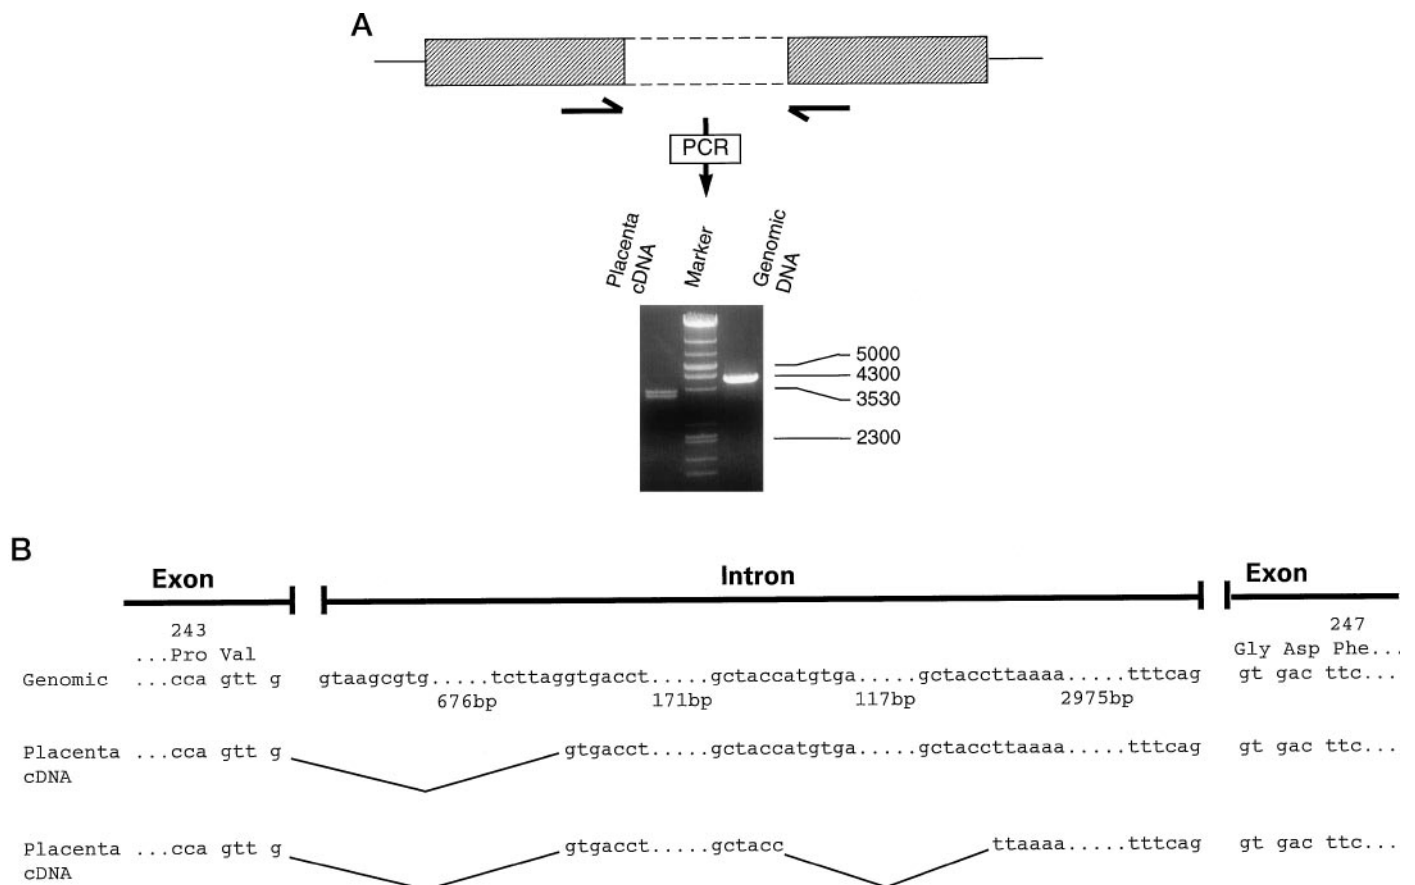 A
PCR
Placenta
cDNA
Marker
Genomic
DNA
5000
4300
3530
2300
B
Exon Intron Exon
243 247
...Pro Val Gly Asp Phe...
Genomic ...cca gtt g gtaagcgtg.....tcttaggtgacct.....gctaccatgtga.....gctaccttaaaa.....tttcag gt gac ttc...
676bp 171bp 117bp 2975bp
Placenta ...cca gtt g gtgacct.....gctaccatgtga.....gctaccttaaaa.....tttcag gt gac ttc...
cDNA
Placenta ...cca gtt g gtgacct.....gctacc ttaaaa.....tttcag gt gac ttc...
cDNA